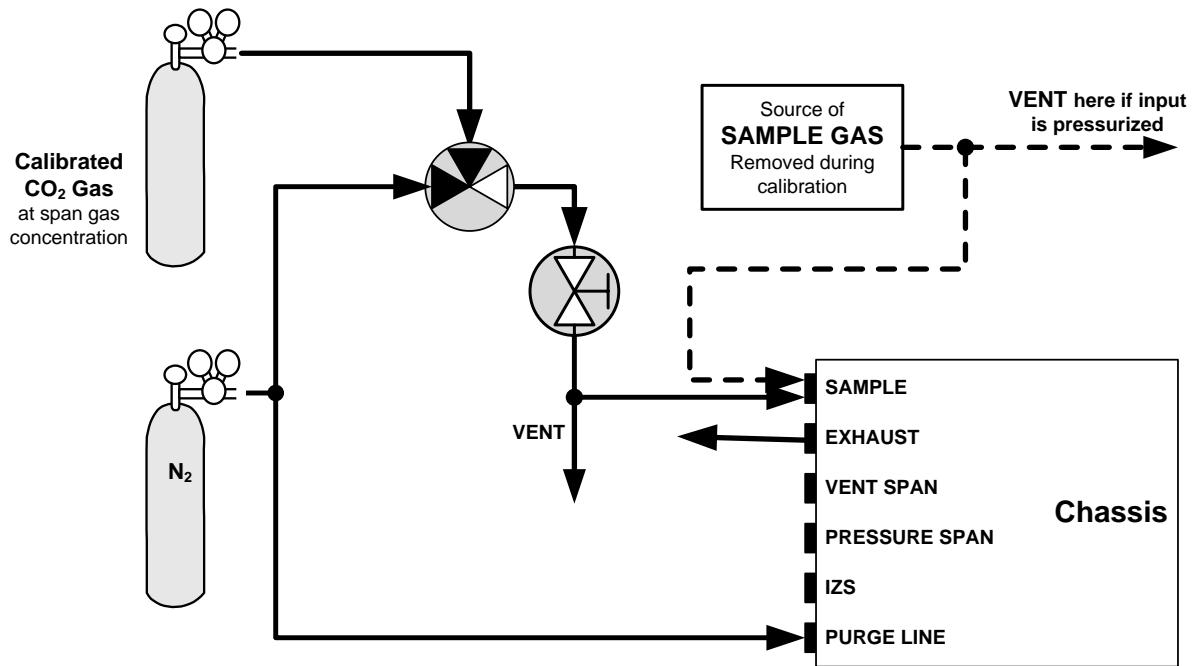 Calibrated
CO₂ Gas
at span gas
concentration
Source of
SAMPLE GAS
Removed during
calibration
VENT here if input
is pressurized
N₂
VENT
SAMPLE
EXHAUST
VENT SPAN
PRESSURE SPAN
IZS
PURGE LINE
Chassis